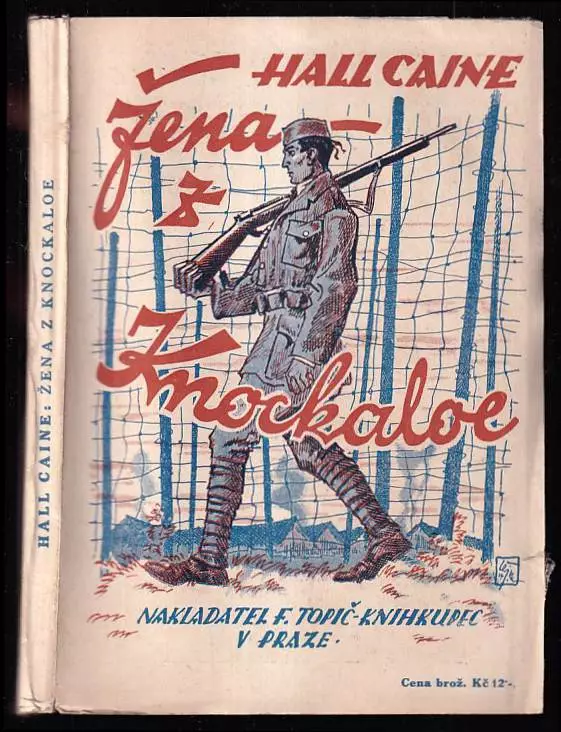 HALL CAINE: ŽENA Z KNOCKALOE
HALL CAINE
Žena
z
Knockaloe
NAKLADATEL F. TOPIČ-KNIHKUPEC
V PRAZE.
Cena brož. Kč 12·-.